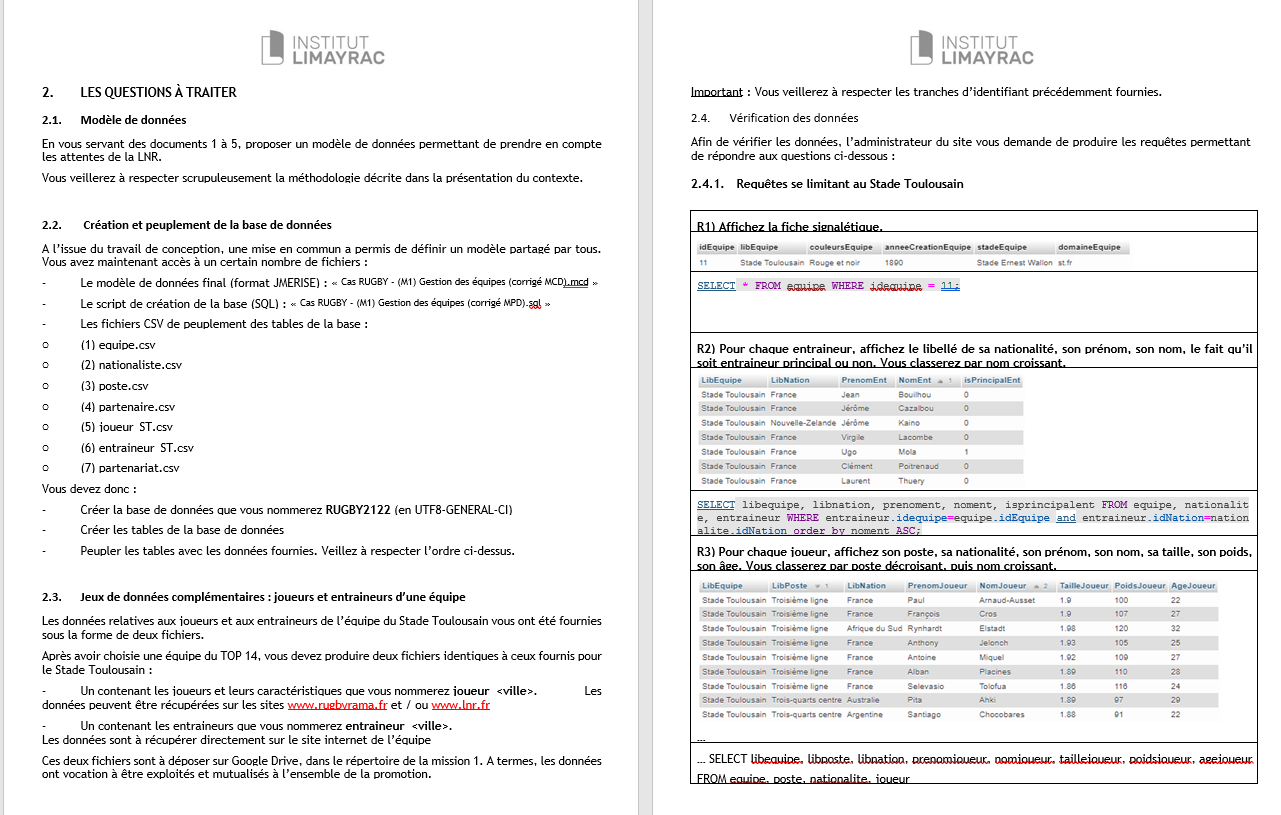 INSTITUT
LIMAYRAC
2. LES QUESTIONS À TRAITER
2.1. Modèle de données
En vous servant des documents 1 à 5, proposer un modèle de données permettant de prendre en compte
les attentes de la LNR.
Vous veillerez à respecter scrupuleusement la méthodologie décrite dans la présentation du contexte.
2.2. Création et peuplement de la base de données
A l’issue du travail de conception, une mise en commun a permis de définir un modèle partagé par tous.
Vous avez maintenant accès à un certain nombre de fichiers :
- Le modèle de données final (format JMERISE) : « Cas RUGBY - (M1) Gestion des équipes (corrigé MCD).mcd »
- Le script de création de la base (SQL) : « Cas RUGBY - (M1) Gestion des équipes (corrigé MPD).sql »
- Les fichiers CSV de peuplement des tables de la base :
o (1) equipe.csv
o (2) nationaliste.csv
o (3) poste.csv
o (4) partenaire.csv
o (5) joueur_ST.csv
o (6) entraineur_ST.csv
o (7) partenariat.csv
Vous devez donc :
- Créer la base de données que vous nommerez RUGBY2122 (en UTF8-GENERAL-CI)
- Créer les tables de la base de données
- Peupler les tables avec les données fournies. Veillez à respecter l’ordre ci-dessus.
2.3. Jeux de données complémentaires : joueurs et entraineurs d’une équipe
Les données relatives aux joueurs et aux entraineurs de l’équipe du Stade Toulousain vous ont été fournies
sous la forme de deux fichiers.
Après avoir choisie une équipe du TOP 14, vous devez produire deux fichiers identiques à ceux fournis pour
le Stade Toulousain :
- Un contenant les joueurs et leurs caractéristiques que vous nommerez joueur_<ville>. Les
données peuvent être récupérées sur les sites www.rugbyrama.fr et / ou www.lnr.fr
- Un contenant les entraineurs que vous nommerez entraineur_<ville>.
Les données sont à récupérer directement sur le site internet de l’équipe
Ces deux fichiers sont à déposer sur Google Drive, dans le répertoire de la mission 1. A termes, les données
ont vocation à être exploités et mutualisés à l’ensemble de la promotion.
INSTITUT
LIMAYRAC
Important : Vous veillerez à respecter les tranches d’identifiant précédemment fournies.
2.4. Vérification des données
Afin de vérifier les données, l’administrateur du site vous demande de produire les requêtes permettant
de répondre aux questions ci-dessous :
2.4.1. Requêtes se limitant au Stade Toulousain
R1) Affichez la fiche signalétique.
idEquipe libEquipe couleursEquipe anneeCreationEquipe stadeEquipe domaineEquipe
11 Stade Toulousain Rouge et noir 1890 Stade Ernest Wallon st.fr
SELECT * FROM equipe WHERE idequipe = 11;
R2) Pour chaque entraineur, affichez le libellé de sa nationalité, son prénom, son nom, le fait qu’il
soit entraineur principal ou non. Vous classerez par nom croissant.
LibEquipe LibNation PrenomEnt NomEnt 1 isPrincipalEnt
Stade Toulousain France Jean Bouilhou 0
Stade Toulousain France Jérôme Cazalbou 0
Stade Toulousain Nouvelle-Zelande Jérôme Kaino 0
Stade Toulousain France Virgile Lacombe 0
Stade Toulousain France Ugo Mola 1
Stade Toulousain France Clément Poitrenaud 0
Stade Toulousain France Laurent Thuery 0
SELECT libequipe, libnation, prenoment, noment, isprincipalent FROM equipe, nationalit
e, entraineur WHERE entraineur.idequipe=equipe.idEquipe and entraineur.idNation=nation
alite.idNation order by noment ASC;
R3) Pour chaque joueur, affichez son poste, sa nationalité, son prénom, son nom, sa taille, son poids,
son âge. Vous classerez par poste décroisant, puis nom croissant.
LibEquipe LibPoste 1 LibNation PrenomJoueur NomJoueur 2 TailleJoueur PoidsJoueur AgeJoueur
Stade Toulousain Troisième ligne France Paul Arnaud-Ausset 1.9 100 22
Stade Toulousain Troisième ligne France François Cros 1.9 107 27
Stade Toulousain Troisième ligne Afrique du Sud Rynhardt Elstadt 1.98 120 32
Stade Toulousain Troisième ligne France Anthony Jelonch 1.93 105 25
Stade Toulousain Troisième ligne France Antoine Miquel 1.92 109 27
Stade Toulousain Troisième ligne France Alban Placines 1.89 110 28
Stade Toulousain Troisième ligne France Selevasio Tolofua 1.86 116 24
Stade Toulousain Trois-quarts centre Australie Pita Ahki 1.89 97 29
Stade Toulousain Trois-quarts centre Argentine Santiago Chocobares 1.88 91 22
...
... SELECT libequipe, libposte, libnation, prenomjoueur, nomjoueur, taillejoueur, poidsjoueur, agejoueur
FROM equipe, poste, nationalite, joueur